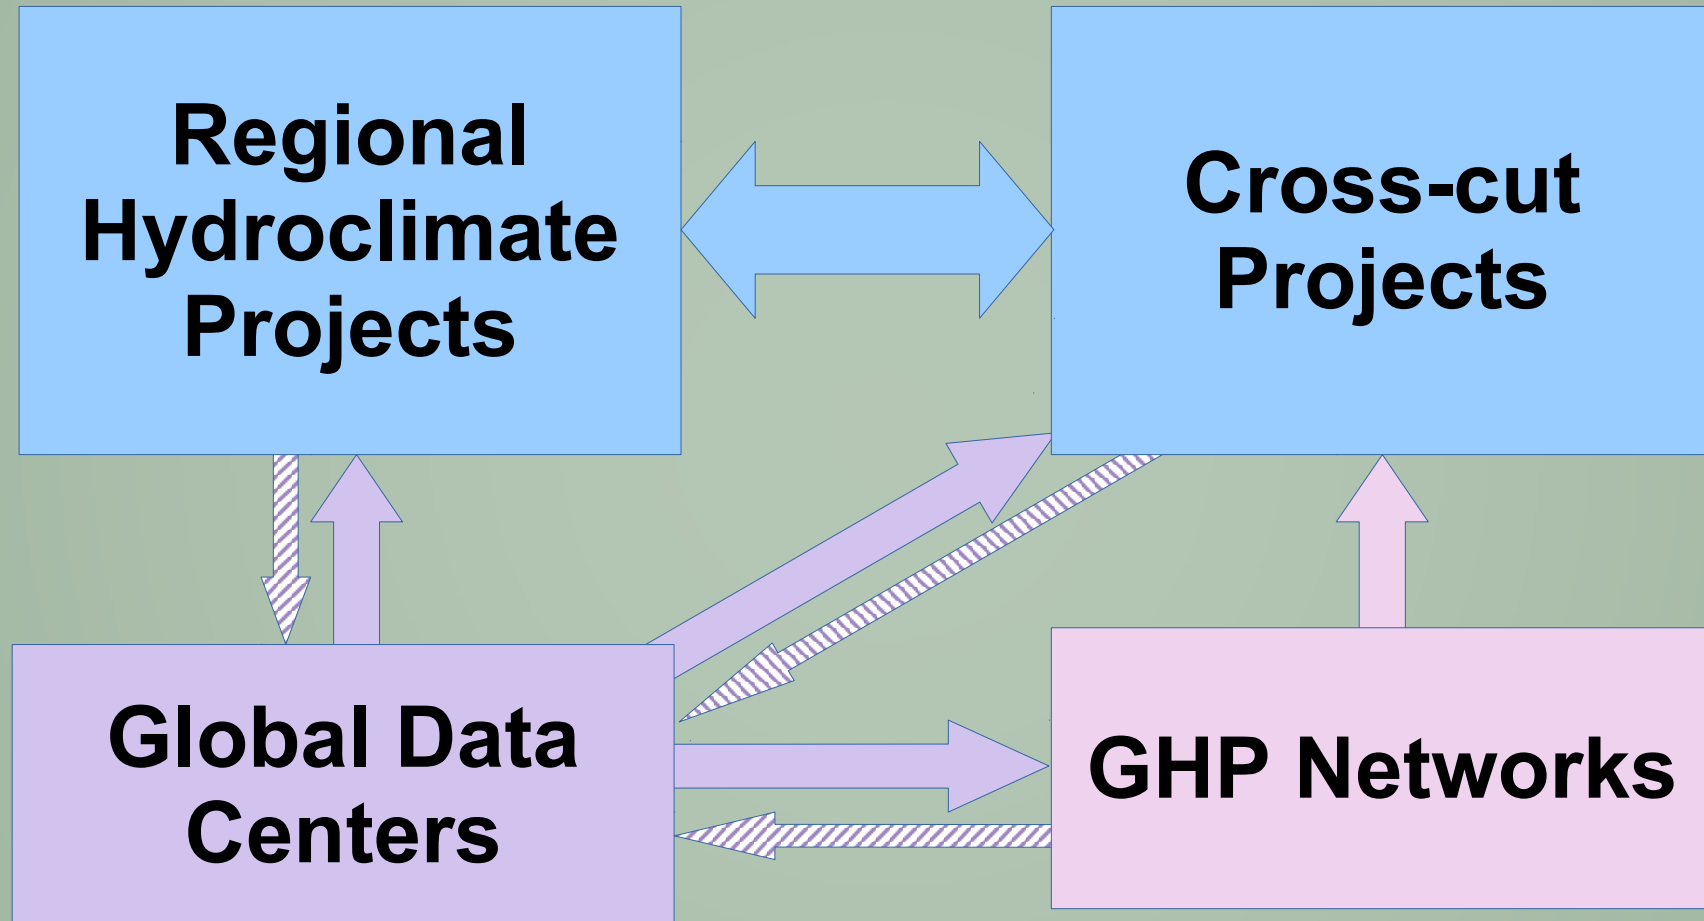 Regional
Hydroclimate
Projects
Cross-cut
Projects
Global Data
Centers
GHP Networks